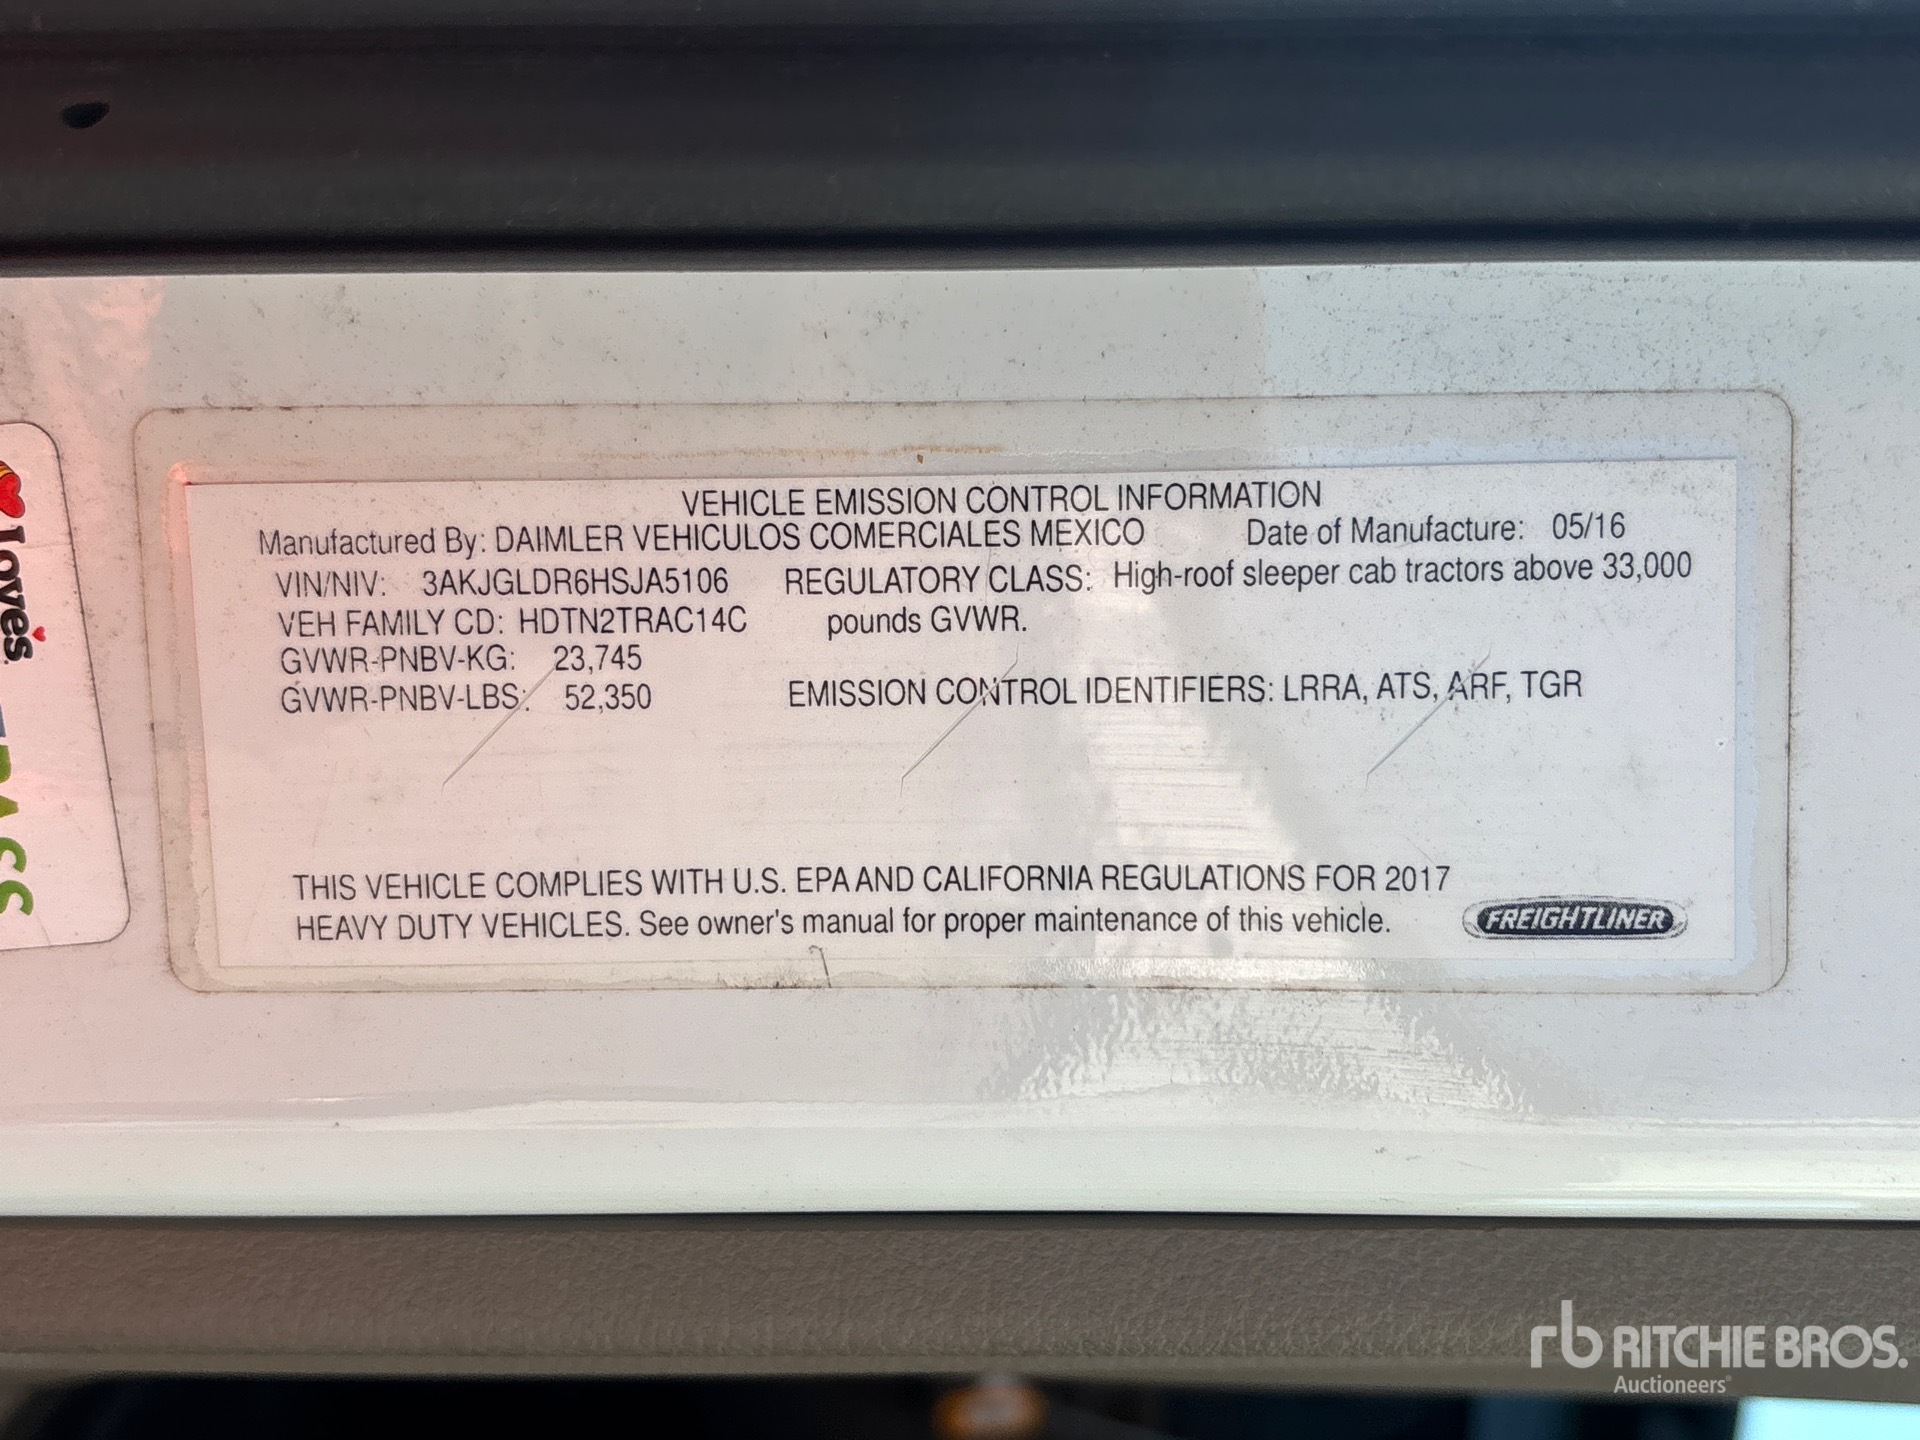 VEHICLE EMISSION CONTROL INFORMATION
Manufactured By: DAIMLER VEHICULOS COMERCIALES MEXICO Date of Manufacture: 05/16
VIN/NIV: 3AKJGLDR6HSJA5106 REGULATORY CLASS: High-roof sleeper cab tractors above 33,000
VEH FAMILY CD: HDTN2TRAC14C pounds GVWR.
GVWR-PNBV-KG: 23,745
GVWR-PNBV-LBS: 52,350 EMISSION CONTROL IDENTIFIERS: LRRA, ATS, ARF, TGR
THIS VEHICLE COMPLIES WITH U.S. EPA AND CALIFORNIA REGULATIONS FOR 2017
HEAVY DUTY VEHICLES. See owner's manual for proper maintenance of this vehicle.
FREIGHTLINER
Love's
rb RITCHIE BROS.
Auctioneers